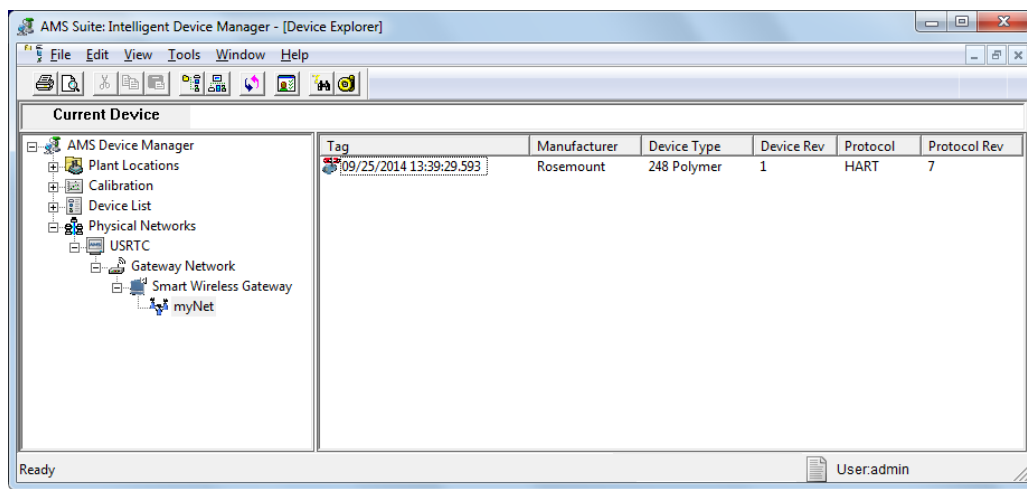 AMS Suite: Intelligent Device Manager - [Device Explorer]
File Edit View Tools Window Help
Current Device
AMS Device Manager
Plant Locations
Calibration
Device List
Physical Networks
USRTC
Gateway Network
Smart Wireless Gateway
myNet
Tag Manufacturer Device Type Device Rev Protocol Protocol Rev
09/25/2014 13:39:29.593 Rosemount 248 Polymer 1 HART 7
Ready User:admin